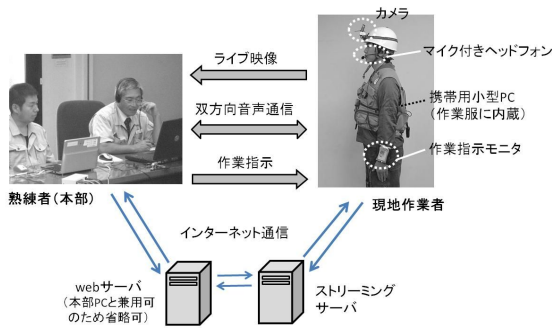 カメラ
ライブ映像
マイク付きヘッドフォン
双方向音声通信
携帯用小型PC
(作業服に内蔵)
作業指示
作業指示モニタ
熟練者(本部)
現地作業者
インターネット通信
webサーバ
(本部PCと兼用可
のため省略可)
ストリーミング
サーバ